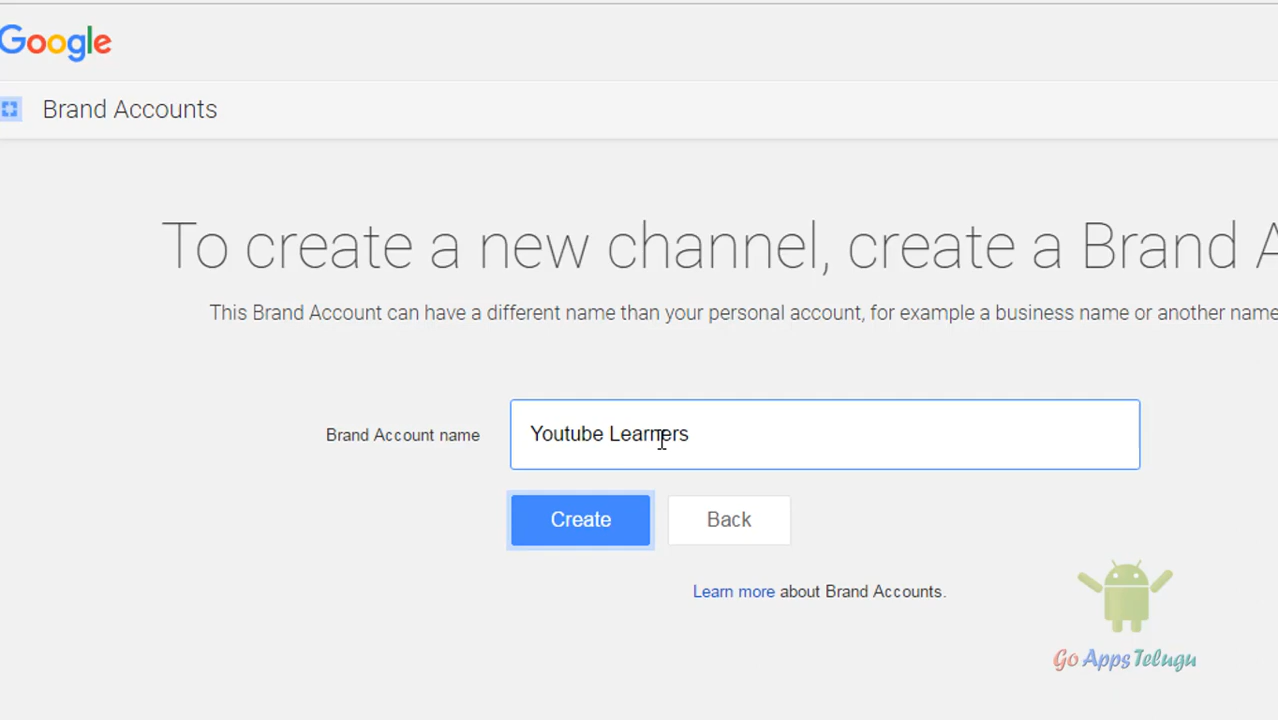 Google
Brand Accounts
To create a new channel, create a Brand A
This Brand Account can have a different name than your personal account, for example a business name or another name
Brand Account name
Youtube Learners
Create
Back
Learn more about Brand Accounts.
Go Apps Telugu